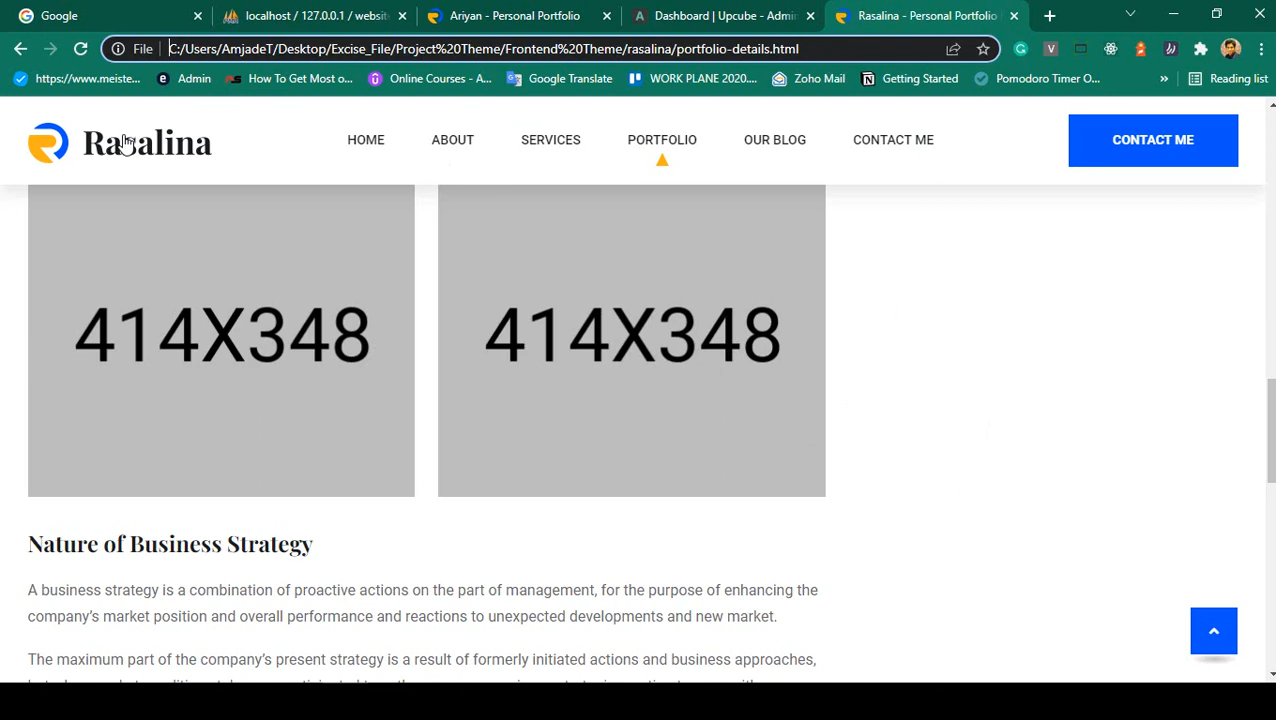 Google
localhost / 127.0.0.1 / websit
Ariyan - Personal Portfolio
Dashboard | Upcube - Admin
Rasalina - Personal Portfolio
File
C:/Users/AmjadeT/Desktop/Excise_File/Project%20Theme/Frontend%20Theme/rasalina/portfolio-details.html
https://www.meiste...
Admin
How To Get Most o...
Online Courses - A...
Google Translate
WORK PLANE 2020....
Zoho Mail
Getting Started
Pomodoro Timer O...
»
Reading list
Rasalina
HOME
ABOUT
SERVICES
PORTFOLIO
OUR BLOG
CONTACT ME
CONTACT ME
414X348
414X348
Nature of Business Strategy
A business strategy is a combination of proactive actions on the part of management, for the purpose of enhancing the
company's market position and overall performance and reactions to unexpected developments and new market.
The maximum part of the company's present strategy is a result of formerly initiated actions and business approaches,